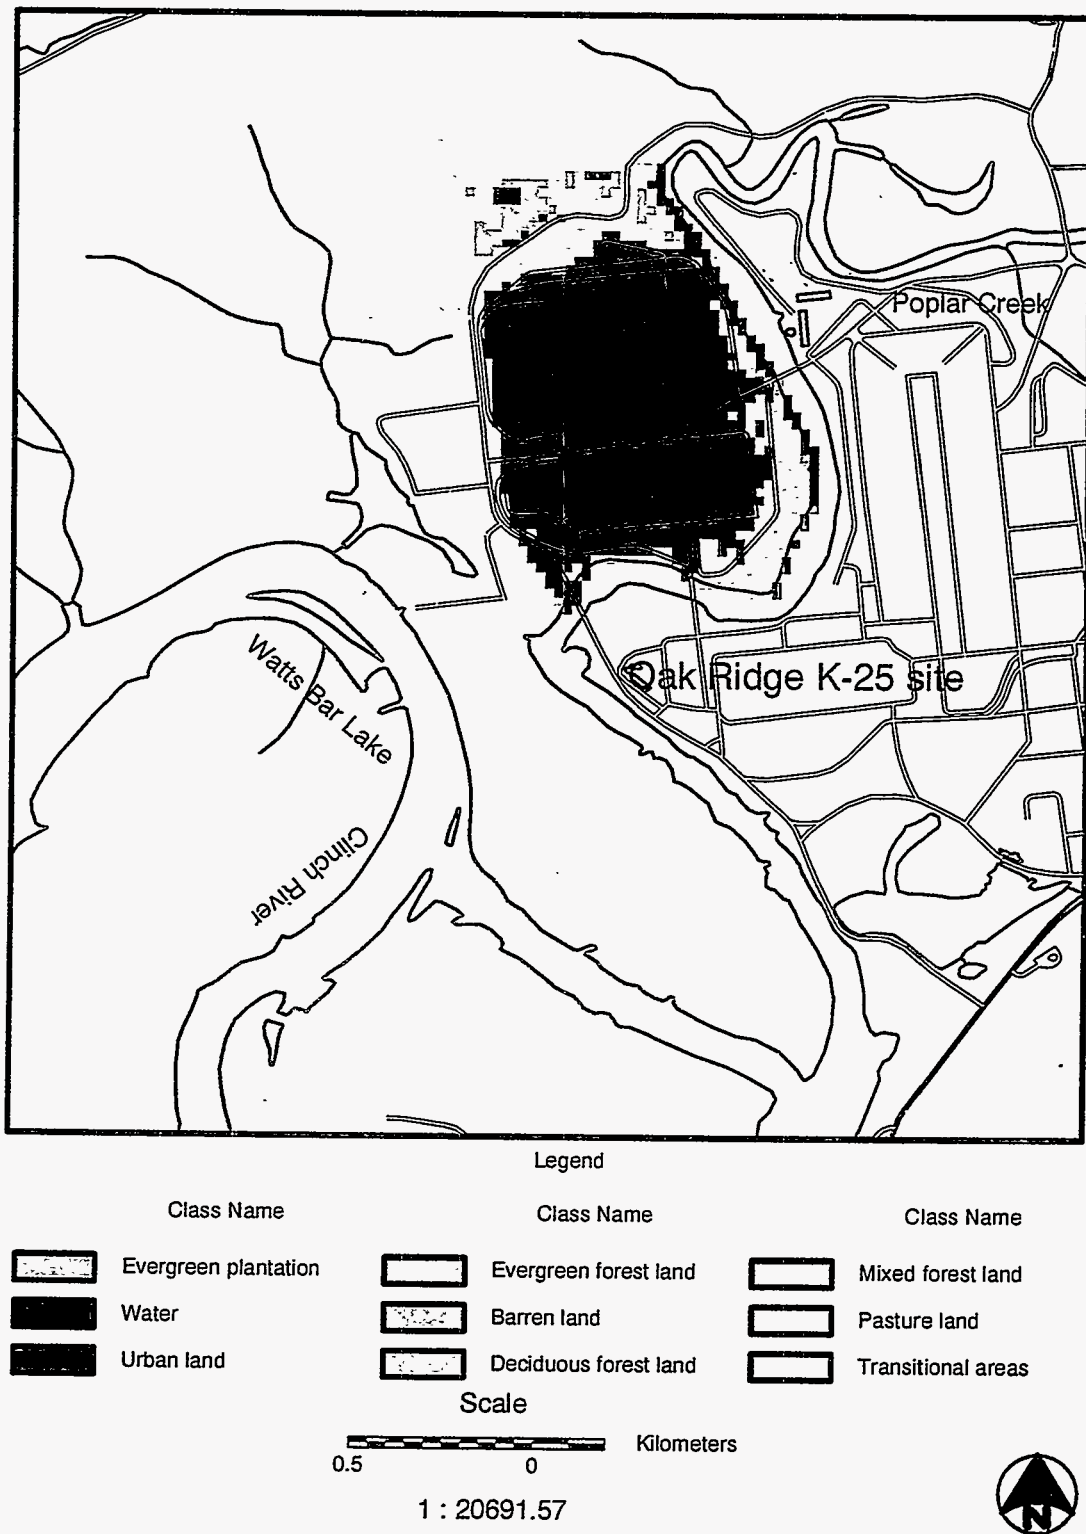 Poplar Creek
Oak Ridge K-25 site
Watts Bar Lake
Clinch River
Legend
Class Name
Evergreen plantation
Water
Urban land
Class Name
Evergreen forest land
Barren land
Deciduous forest land
Class Name
Mixed forest land
Pasture land
Transitional areas
Scale
Kilometers
0.5 0
1 : 20691.57
N